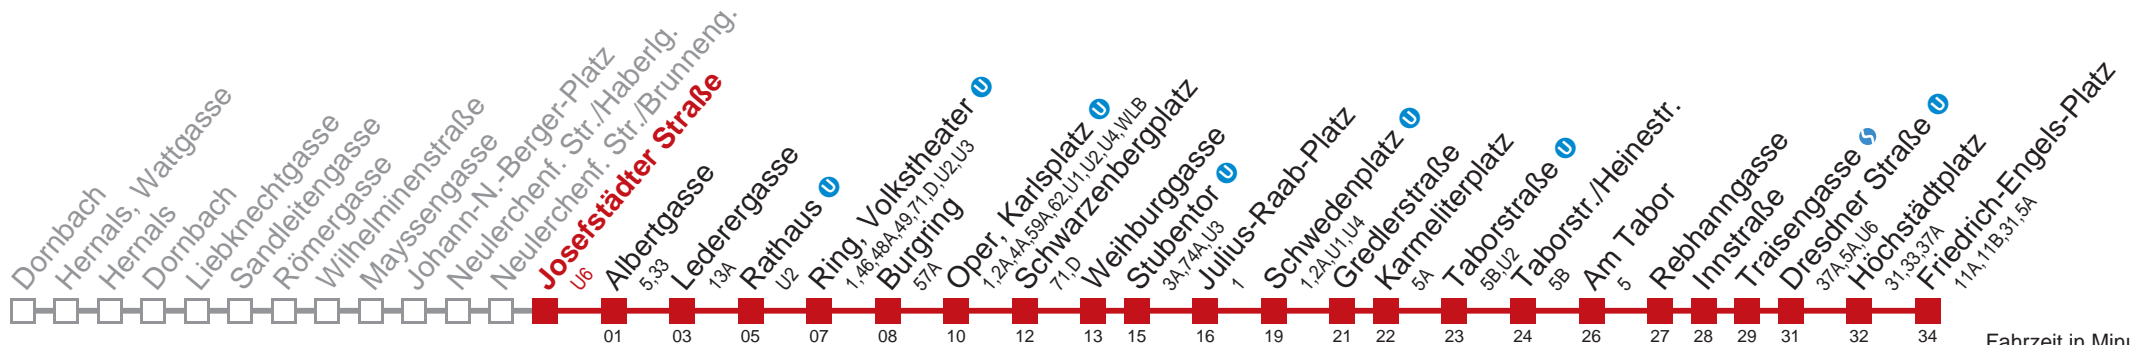 Dornbach
Hernals, Wattgasse
Hernals
Dornbach
Liebknechtgasse
Sandleitengasse
Römergasse
Wilhelminenstraße
Mayssengasse
Johann-N.-Berger-Platz
Neulerchenf. Str./Haberlg.
Neulerchenf. Str./Brunneng.
Josefstädter Straße
U6
Albertgasse
5,33
Lederergasse
13A
Rathaus U
U2
Ring, Volkstheater U
1,46,48A,49,71,D,U2,U3
Burgring
57A
Oper, Karlsplatz U
1,2A,4A,59A,62,U1,U2,U4,WLB
Schwarzenbergplatz
71,D
Weihburggasse
Stubentor U
3A,74A,U3
Julius-Raab-Platz
1
Schwedenplatz U
1,2A,U1,U4
Gredlerstraße
Karmeliterplatz
5A
Taborstraße U
5B,U2
Taborstr./Heinestr.
5B
Am Tabor
5
Rebhanngasse
Innstraße
Traisengasse S
Dresdner Straße U
37A,5A,U6
Höchstädtplatz
31,33,37A
Friedrich-Engels-Platz
11A,11B,31,5A
01 03 05 07 08 10 12 13 15 16 19 21 22 23 24 26 27 28 29 31 32 34
Fahrzeit in Minu